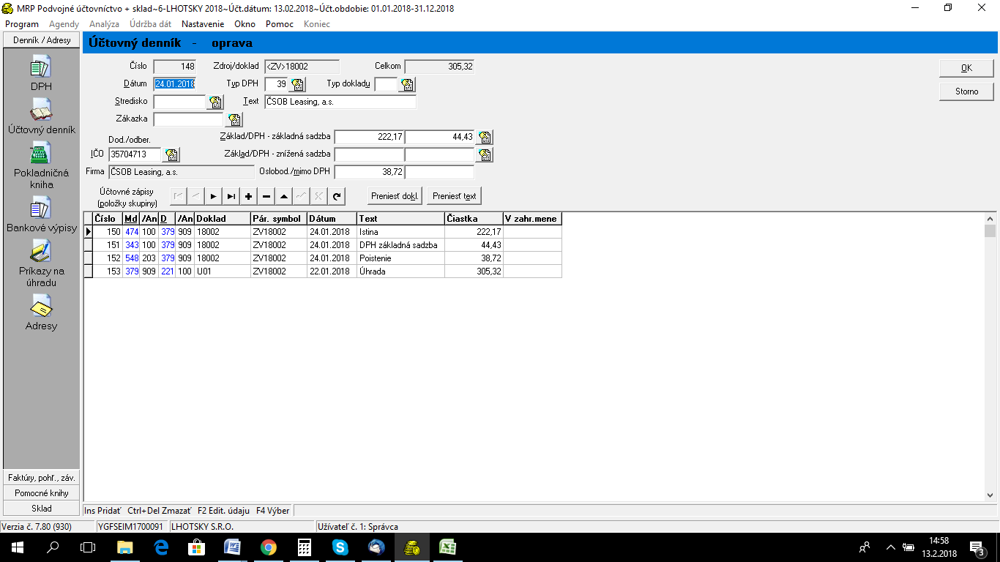 MRP Podvojné účtovníctvo + sklad~6-LHOTSKY 2018~Účt.dátum: 13.02.2018~Účt.obdobie: 01.01.2018-31.12.2018
Program Agendy Analýza Údržba dát Nastavenie Okno Pomoc Koniec
Denník / Adresy
DPH
Účtovný denník
Pokladničná
kniha
Bankové výpisy
Príkazy na
úhradu
Adresy
Faktúry, pohľ., záv.
Pomocné knihy
Sklad
Účtovný denník - oprava
Číslo 148 Zdroj/doklad <ZV>18002 Celkom 305,32
OK
Dátum 24.01.2018 Typ DPH 39 Typ dokladu
Storno
Stredisko Text ČSOB Leasing, a.s.
Zákazka
Dod./odber. Základ/DPH - základná sadzba 222,17 44,43
IČO 35704713 Základ/DPH - znížená sadzba
Firma ČSOB Leasing, a.s. Oslobod./mimo DPH 38,72
Účtovné zápisy
(položky skupiny)
Preniesť dokl. Preniesť text
Číslo Md /An D /An Doklad Pár. symbol Dátum Text Čiastka V zahr.mene
150 474 100 379 909 18002 ZV18002 24.01.2018 Istina 222,17
151 343 100 379 909 18002 ZV18002 24.01.2018 DPH základná sadzba 44,43
152 548 203 379 909 18002 ZV18002 24.01.2018 Poistenie 38,72
153 379 909 221 100 U01 ZV18002 22.01.2018 Úhrada 305,32
Ins Pridať Ctrl+Del Zmazať F2 Edit. údaju F4 Výber
Verzia č. 7.80 (930) YGFSEIM1700091 LHOTSKY S.R.O. Užívateľ č. 1: Správca
14:58
13.2.2018
3